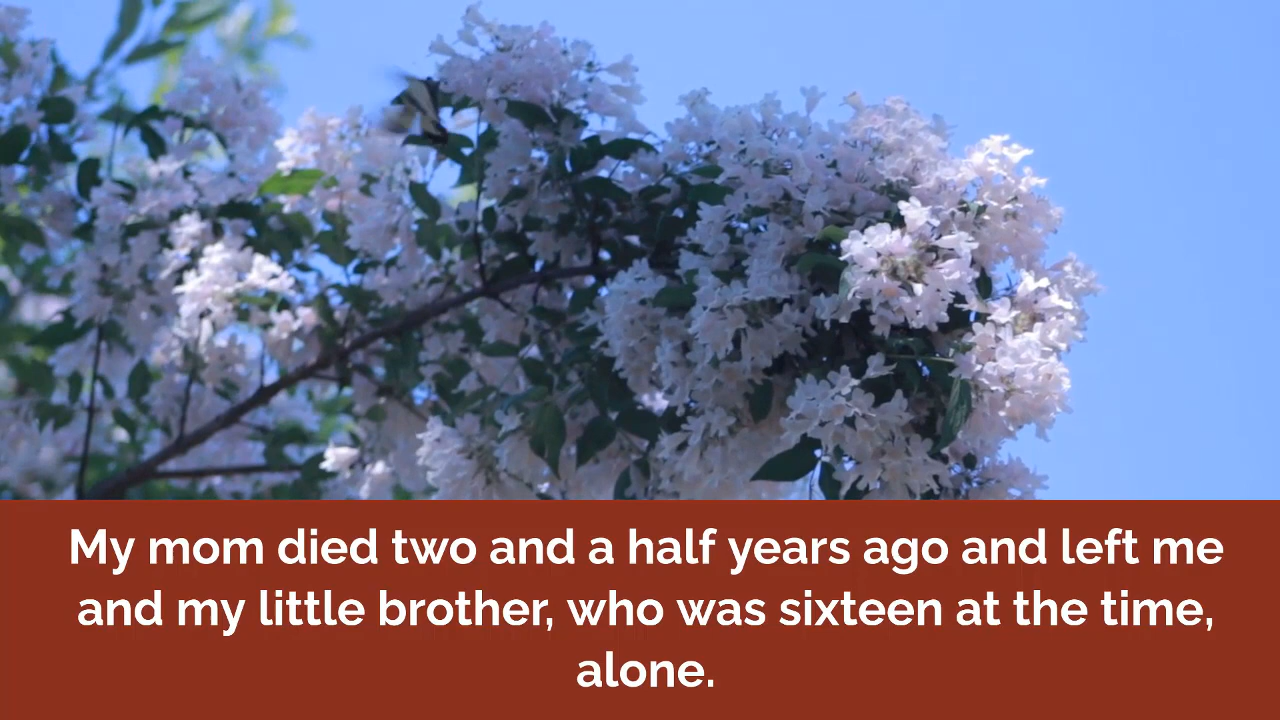 My mom died two and a half years ago and left me
and my little brother, who was sixteen at the time,
alone.